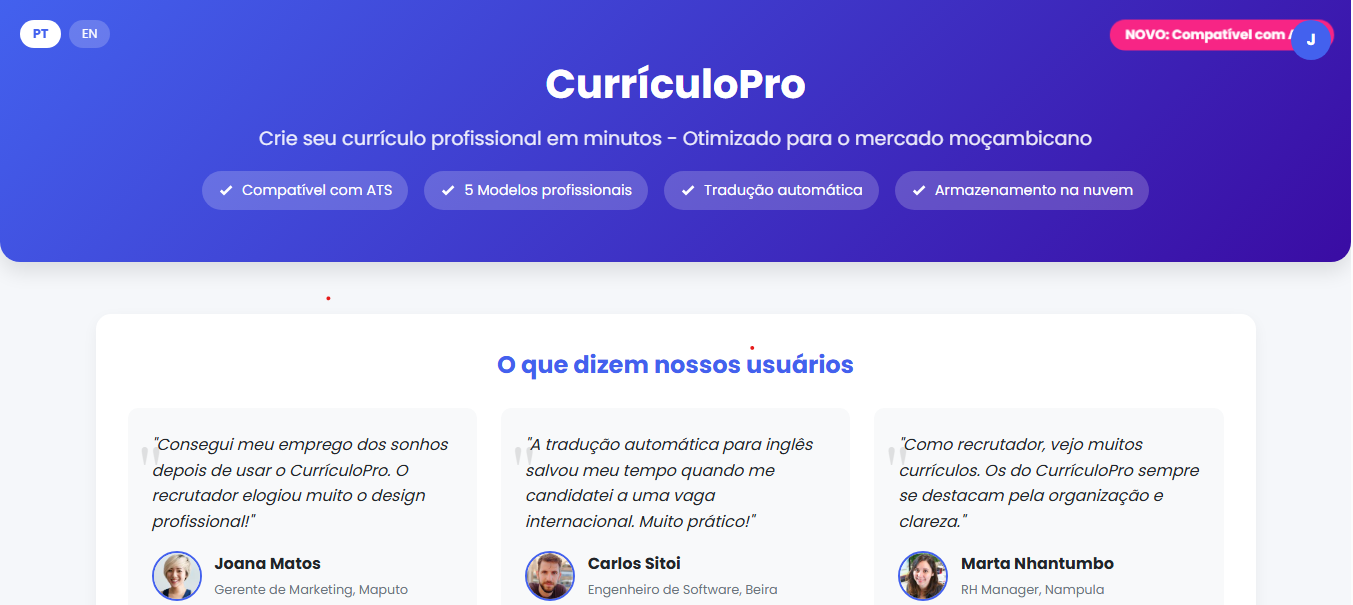 PT EN
NOVO: Compatível com
J
CurrículoPro
Crie seu currículo profissional em minutos - Otimizado para o mercado moçambicano
Compatível com ATS
5 Modelos profissionais
Tradução automática
Armazenamento na nuvem
O que dizem nossos usuários
"Consegui meu emprego dos sonhos
depois de usar o CurrículoPro. O
recrutador elogiou muito o design
profissional!"
Joana Matos
Gerente de Marketing, Maputo
"A tradução automática para inglês
salvou meu tempo quando me
candidatei a uma vaga
internacional. Muito prático!"
Carlos Sitoi
Engenheiro de Software, Beira
"Como recrutador, vejo muitos
currículos. Os do CurrículoPro sempre
se destacam pela organização e
clareza."
Marta Nhantumbo
RH Manager, Nampula